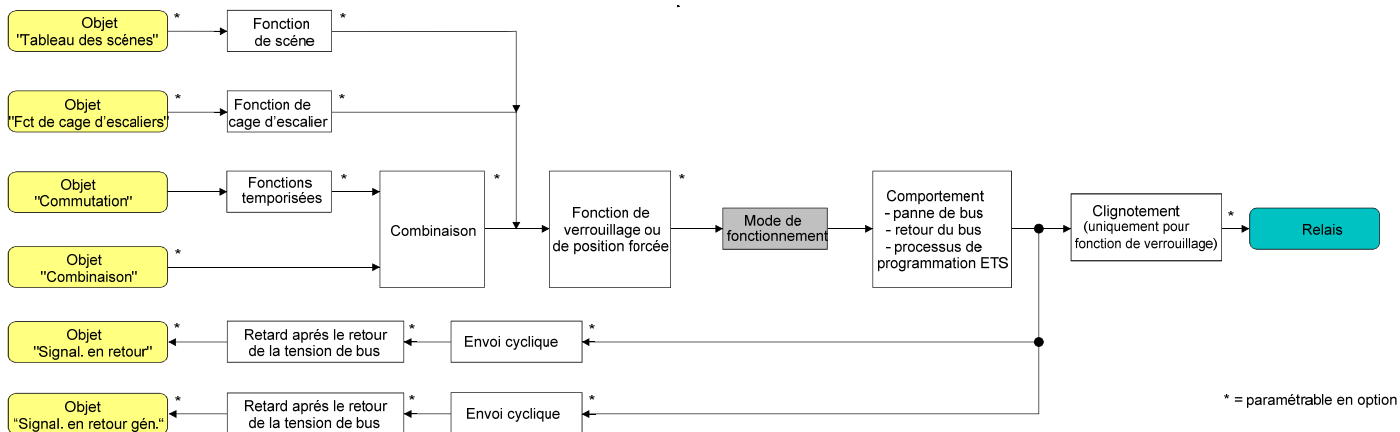 Objet
"Tableau des scènes"
*
Fonction
de scéne
*
Objet
"Fct de cage d'escaliers"
*
Fonction de
cage d'escalier
*
Objet
"Commutation"
Fonctions
temporisées
*
Objet
"Combinaison"
*
Combinaison
*
Fonction de
verrouillage ou
de position forcée
*
Mode de
fonctionnement
Comportement
- panne de bus
- retour du bus
- processus de
programmation ETS
Clignotement
(uniquement pour
fonction de verrouillage)
*
Relais
Objet
"Signal. en retour"
*
Retard aprés le retour
de la tension de bus
*
Envoi cyclique
*
Objet
“Signal. en retour gén.“
*
Retard aprés le retour
de la tension de bus
*
Envoi cyclique
*
* = paramétrable en option